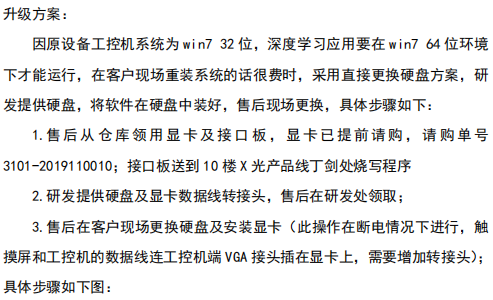 升级方案：
因原设备工控机系统为 win7 32 位，深度学习应用要在 win7 64 位环境
下才能运行，在客户现场重装系统的话很费时，采用直接更换硬盘方案，研
发提供硬盘，将软件在硬盘中装好，售后现场更换，具体步骤如下：
1.售后从仓库领用显卡及接口板，显卡已提前请购，请购单号
3101-2019110010；接口板送到 10 楼 X 光产品线丁剑处烧写程序
2.研发提供硬盘及显卡数据线转接头，售后在研发处领取；
3.售后在客户现场更换硬盘及安装显卡（此操作在断电情况下进行，触
摸屏和工控机的数据线连工控机端 VGA 接头插在显卡上，需要增加转接头）；
具体步骤如下图：